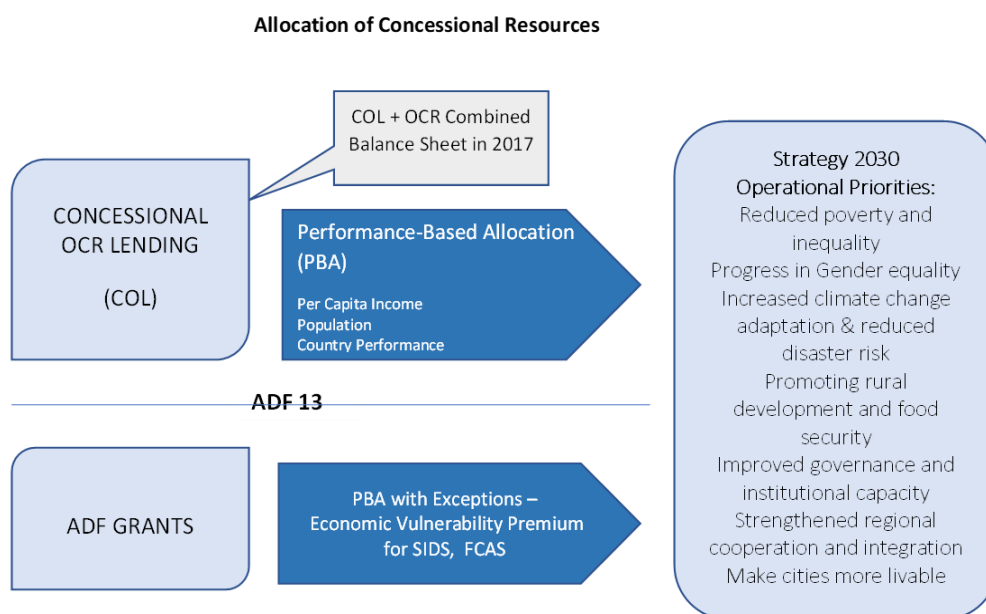 Allocation of Concessional Resources
COL + OCR Combined
Balance Sheet in 2017
CONCESSIONAL
OCR LENDING
(COL)
Performance-Based Allocation
(PBA)
Per Capita Income
Population
Country Performance
ADF 13
ADF GRANTS
PBA with Exceptions –
Economic Vulnerability Premium
for SIDS, FCAS
Strategy 2030
Operational Priorities:
Reduced poverty and
inequality
Progress in Gender equality
Increased climate change
adaptation & reduced
disaster risk
Promoting rural
development and food
security
Improved governance and
institutional capacity
Strengthened regional
cooperation and integration
Make cities more livable